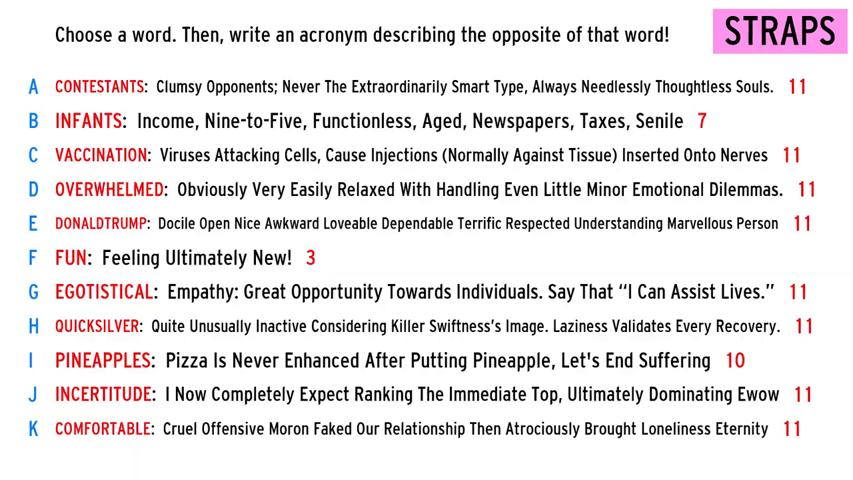 Choose a word. Then, write an acronym describing the opposite of that word!
STRAPS
A CONTESTANTS: Clumsy Opponents; Never The Extraordinarily Smart Type, Always Needlessly Thoughtless Souls. 11
B INFANTS: Income, Nine-to-Five, Functionless, Aged, Newspapers, Taxes, Senile 7
C VACCINATION: Viruses Attacking Cells, Cause Injections (Normally Against Tissue) Inserted Onto Nerves 11
D OVERWHELMED: Obviously Very Easily Relaxed With Handling Even Little Minor Emotional Dilemmas. 11
E DONALDTRUMP: Docile Open Nice Awkward Loveable Dependable Terrific Respected Understanding Marvellous Person 11
F FUN: Feeling Ultimately New! 3
G EGOTISTICAL: Empathy: Great Opportunity Towards Individuals. Say That “I Can Assist Lives.” 11
H QUICKSILVER: Quite Unusually Inactive Considering Killer Swiftness's Image. Laziness Validates Every Recovery. 11
I PINEAPPLES: Pizza Is Never Enhanced After Putting Pineapple, Let's End Suffering 10
J INCERTITUDE: I Now Completely Expect Ranking The Immediate Top, Ultimately Dominating Ewow 11
K COMFORTABLE: Cruel Offensive Moron Faked Our Relationship Then Atrociously Brought Loneliness Eternity 11